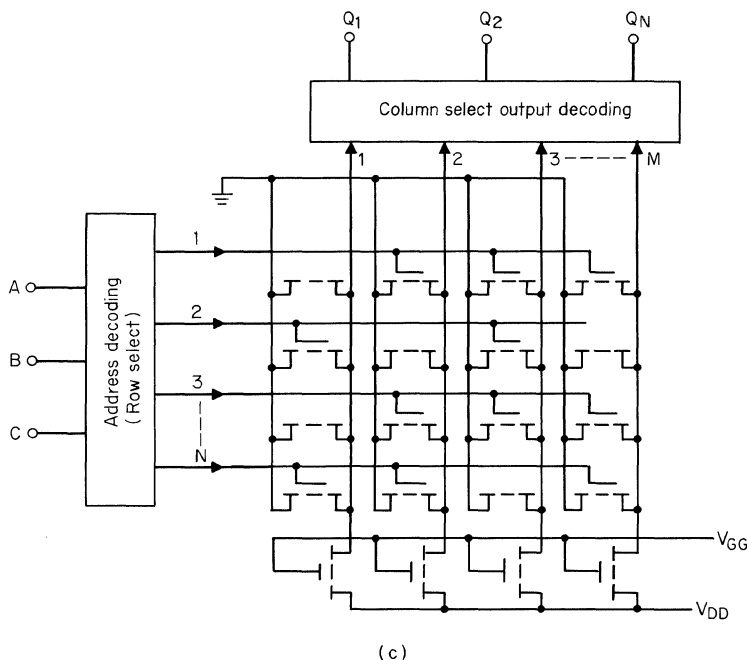 Q1 Q2 QN
Column select output decoding
1 2 3 M
1
A
2
B
Address decoding
(Row select)
3
C
N
VGG
VDD
(c)